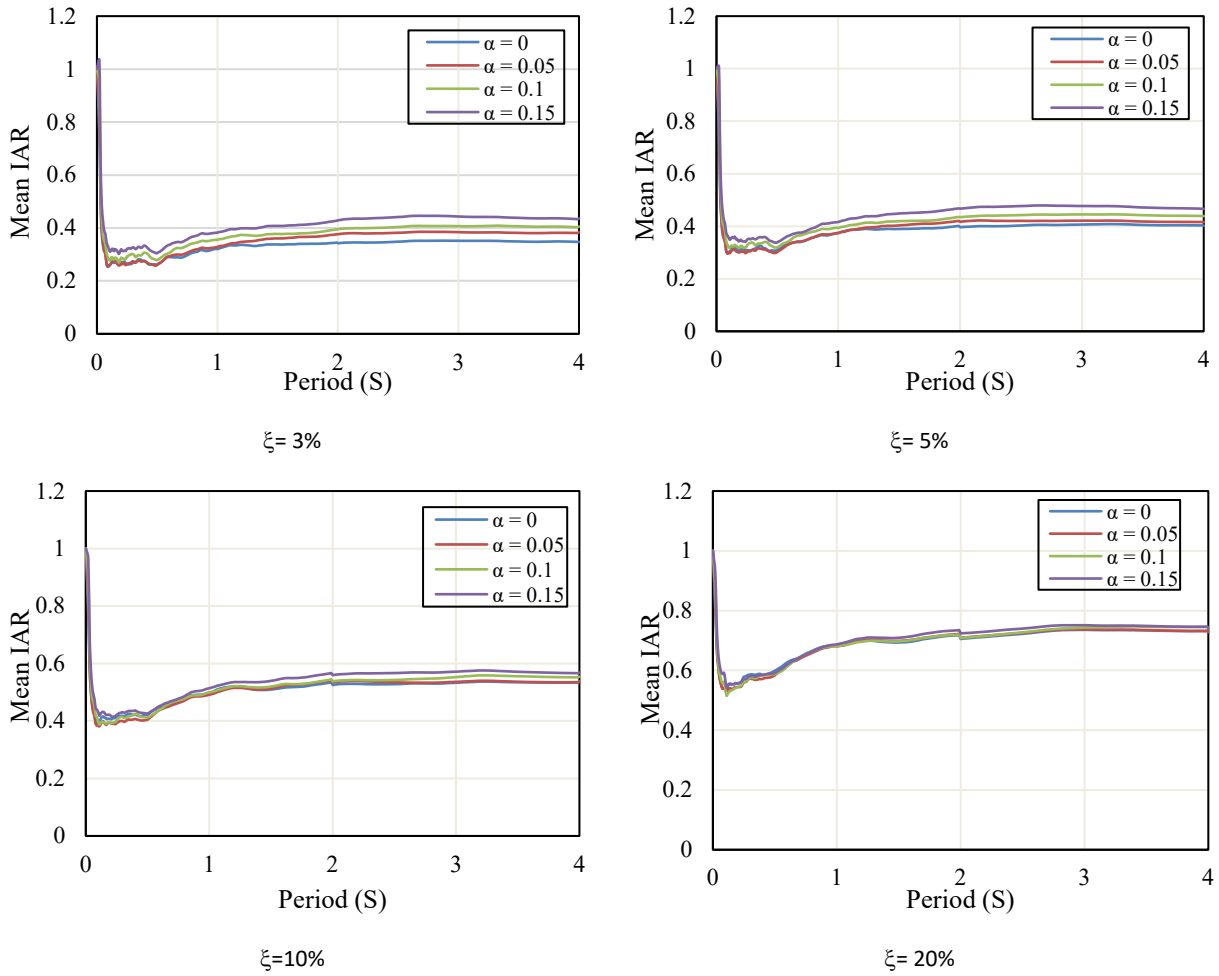 Mean IAR
1.2
1
0.8
0.6
0.4
0.2
0
0 1 2 3 4
Period (S)
α = 0
α = 0.05
α = 0.1
α = 0.15
ξ= 3%
Mean IAR
1.2
1
0.8
0.6
0.4
0.2
0
0 1 2 3 4
Period (S)
α = 0
α = 0.05
α = 0.1
α = 0.15
ξ= 5%
Mean IAR
1.2
1
0.8
0.6
0.4
0.2
0
0 1 2 3 4
Period (S)
α = 0
α = 0.05
α = 0.1
α = 0.15
ξ=10%
Mean IAR
1.2
1
0.8
0.6
0.4
0.2
0
0 1 2 3 4
Period (S)
α = 0
α = 0.05
α = 0.1
α = 0.15
ξ= 20%